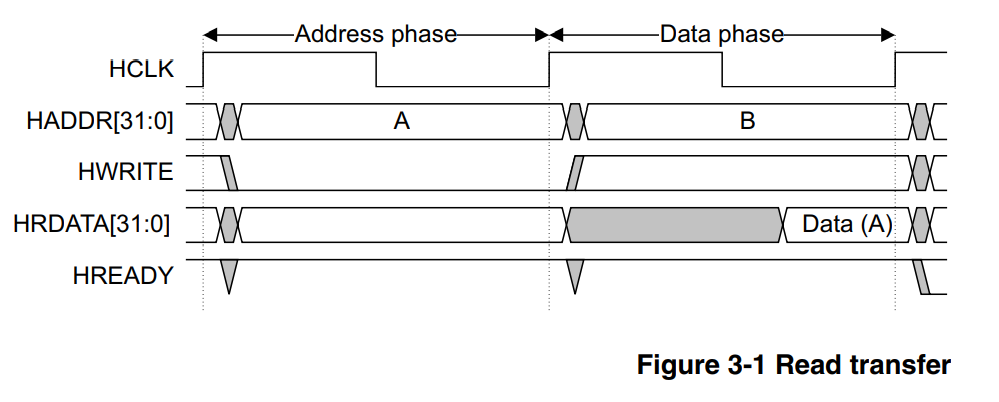 Address phase Data phase
HCLK
HADDR[31:0] A B
HWRITE
HRDATA[31:0] Data (A)
HREADY
Figure 3-1 Read transfer